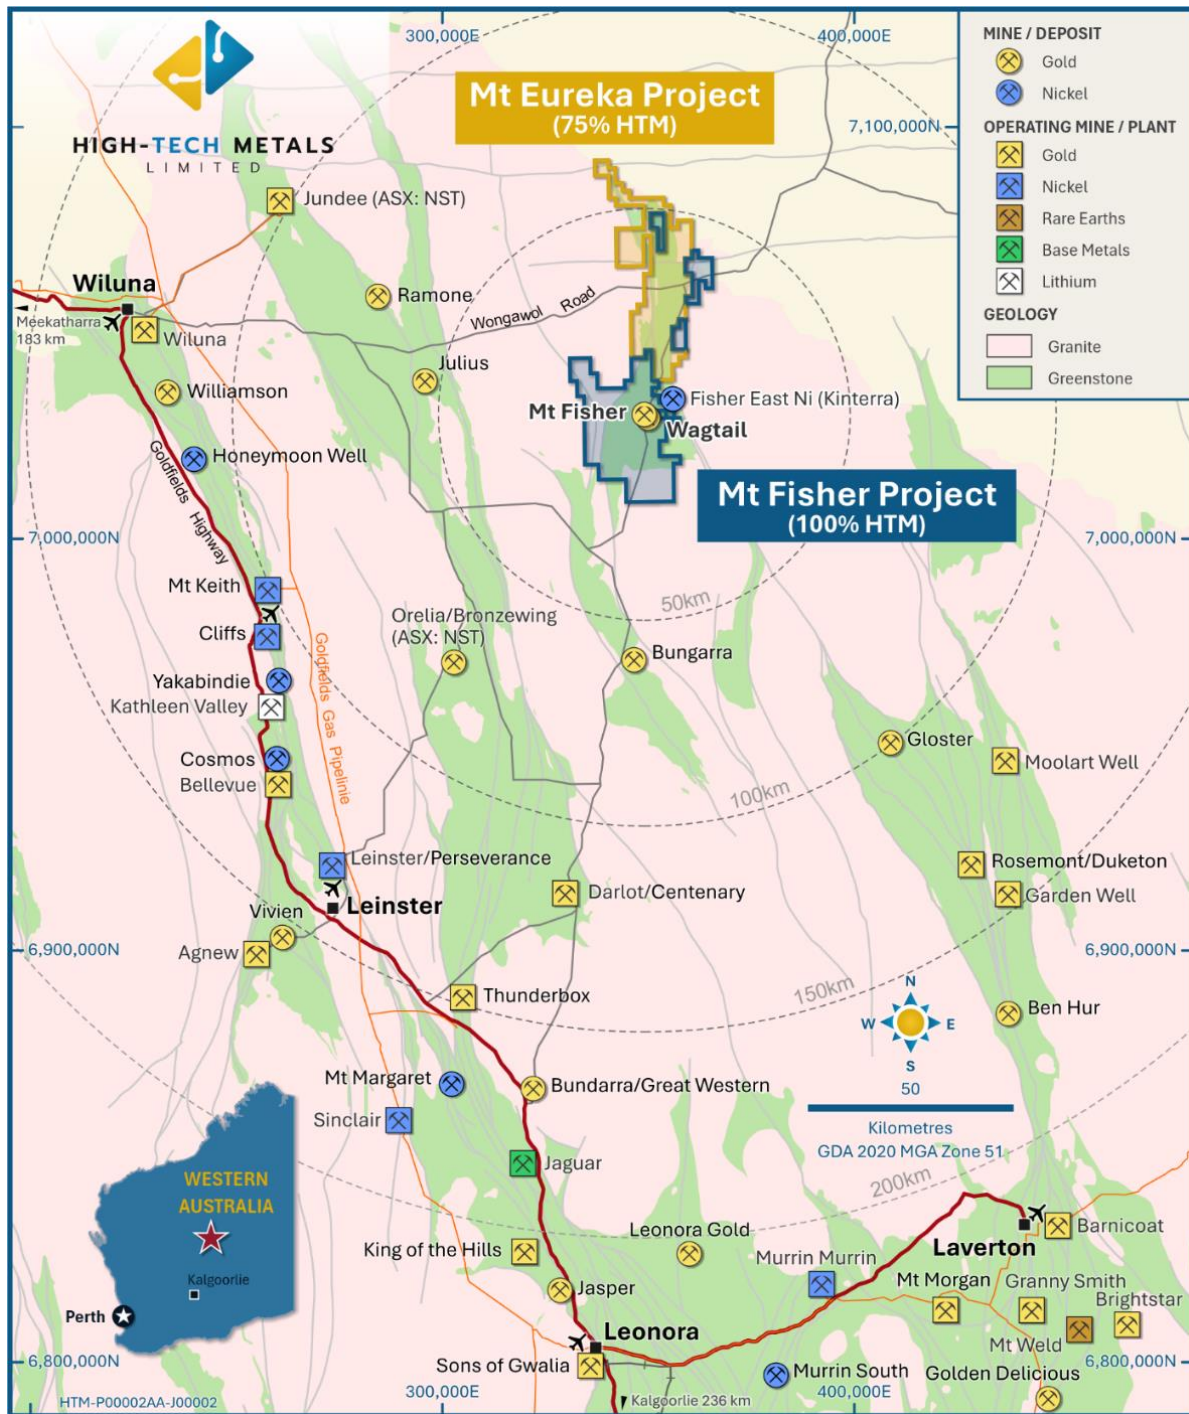 300,000E
400,000E
MINE / DEPOSIT
Gold
Nickel
OPERATING MINE / PLANT
Gold
Nickel
Rare Earths
Base Metals
Lithium
GEOLOGY
Granite
Greenstone
HIGH-TECH METALS
LIMITED
Mt Eureka Project
(75% HTM)
7,100,000N
Jundee (ASX: NST)
Wiluna
Meekatharra
183 km
Wiluna
Ramone
Wongawol Road
Williamson
Julius
Mt Fisher
Fisher East Ni (Kinterra)
Wagtail
Honeymoon Well
Goldfields Highway
Mt Fisher Project
(100% HTM)
7,000,000N
7,000,000N
Mt Keith
Cliffs
Orelia/Bronzewing
(ASX: NST)
50km
Bungarra
Goldfields Gas Pipelinie
Yakabindie
Kathleen Valley
Cosmos
Bellevue
Gloster
Moolart Well
100km
Leinster/Perseverance
Rosemont/Duketon
Darlot/Centenary
Garden Well
Leinster
Vivien
Agnew
6,900,000N
6,900,000N
Thunderbox
150km
Ben Hur
N
W
E
S
50
Kilometres
GDA 2020 MGA Zone 51
Mt Margaret
Bundarra/Great Western
Sinclair
Jaguar
WESTERN
AUSTRALIA
Kalgoorlie
Perth
200km
King of the Hills
Leonora Gold
Murrin Murrin
Laverton
Barnicoat
Jasper
Mt Morgan
Granny Smith
Brightstar
Mt Weld
Leonora
Sons of Gwalia
Murrin South
Golden Delicious
6,800,000N
6,800,000N
300,000E
400,000E
Kalgoorlie 236 km
HTM-P00002AA-J00002